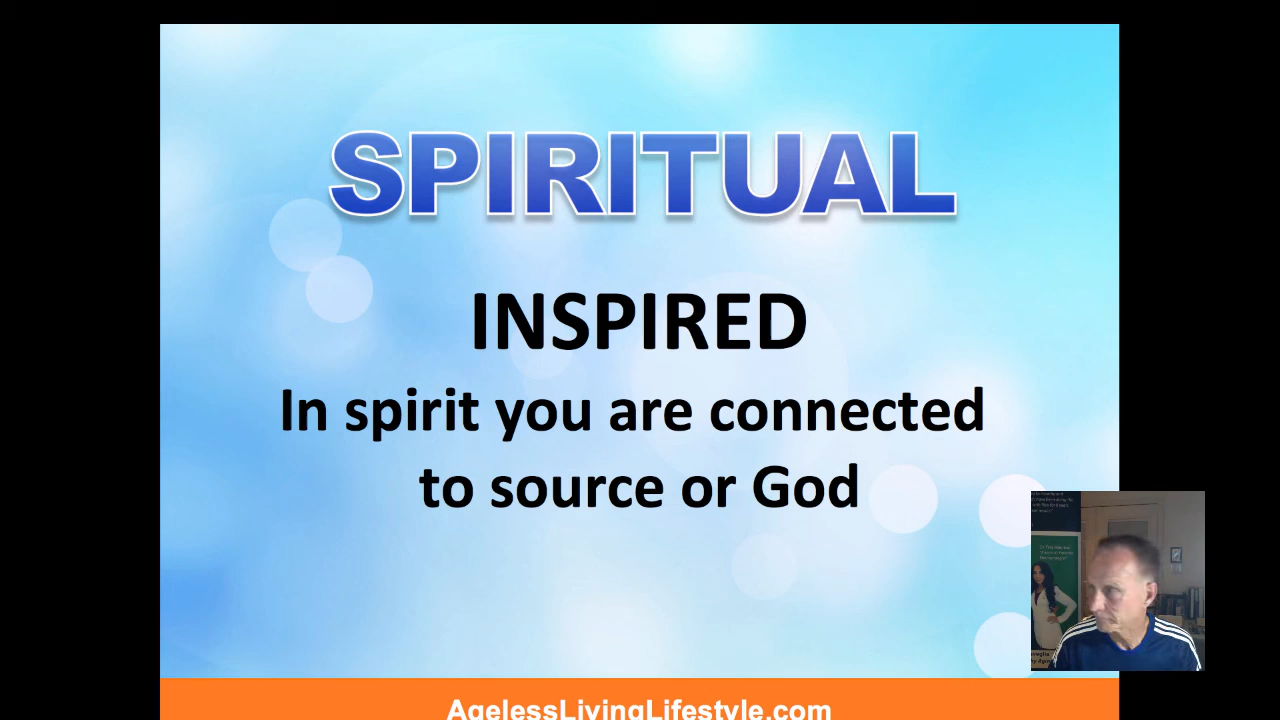 SPIRITUAL
INSPIRED
In spirit you are connected
to source or God
AgelessLivingLifestyle.com